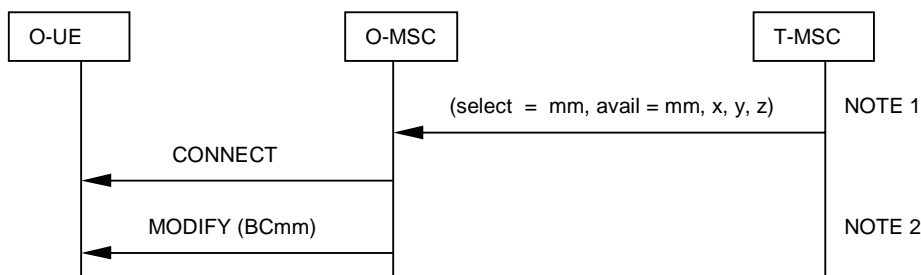 O-UE
O-MSC
T-MSC
(select = mm, avail = mm, x, y, z)
NOTE 1
CONNECT
MODIFY (BCmm)
NOTE 2